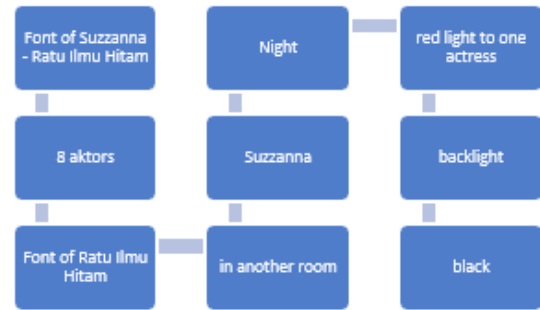 Font of Suzzanna
- Ratu Ilmu Hitam
8 aktors
Font of Ratu Ilmu
Hitam
in another room
Suzzanna
Night
red light to one
actress
backlight
black